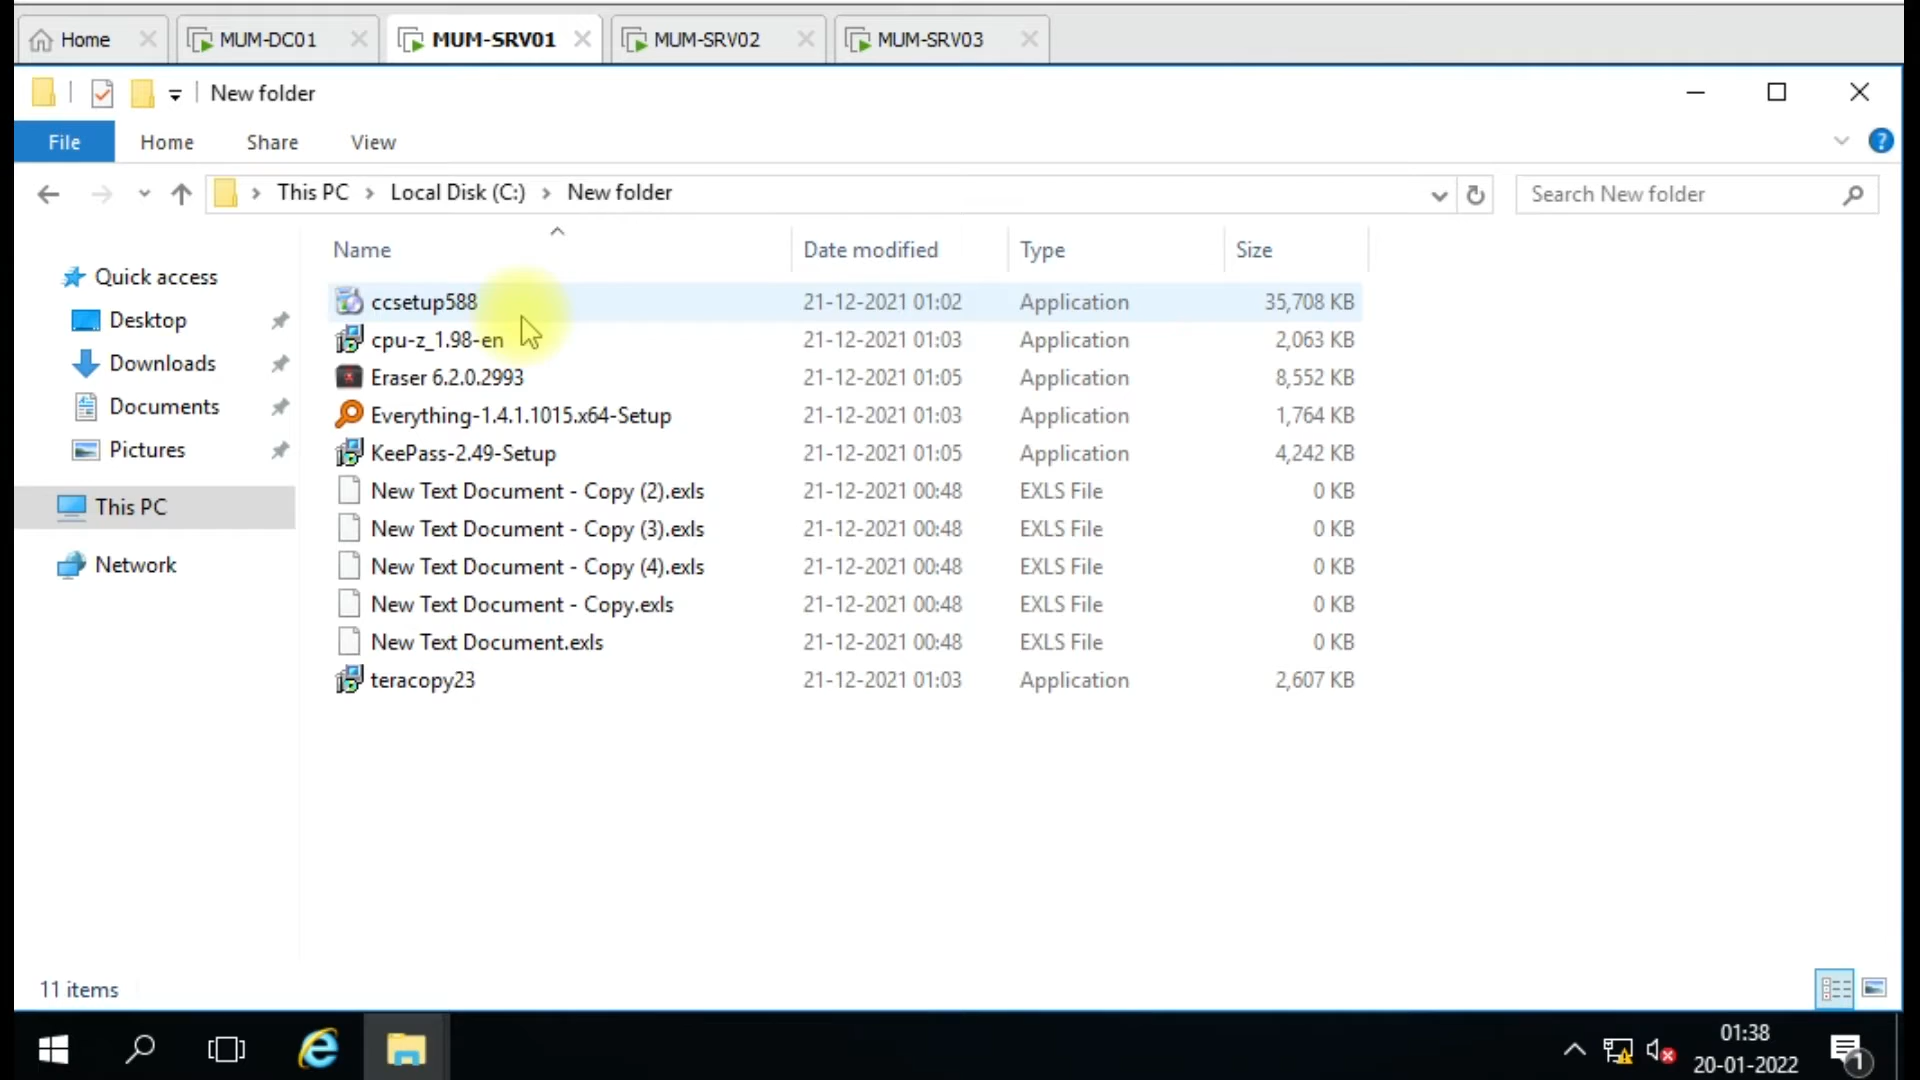 Home
MUM-DC01
MUM-SRV01
MUM-SRV02
MUM-SRV03
New folder
File
Home
Share
View
?
This PC
Local Disk (C:)
New folder
Search New folder
Name
Date modified
Type
Size
Quick access
Desktop
Downloads
Documents
Pictures
This PC
Network
ccsetup588 21-12-2021 01:02 Application 35,708 KB
cpu-z_1.98-en 21-12-2021 01:03 Application 2,063 KB
Eraser 6.2.0.2993 21-12-2021 01:05 Application 8,552 KB
Everything-1.4.1.1015.x64-Setup 21-12-2021 01:03 Application 1,764 KB
KeePass-2.49-Setup 21-12-2021 01:05 Application 4,242 KB
New Text Document - Copy (2).exls 21-12-2021 00:48 EXLS File 0 KB
New Text Document - Copy (3).exls 21-12-2021 00:48 EXLS File 0 KB
New Text Document - Copy (4).exls 21-12-2021 00:48 EXLS File 0 KB
New Text Document - Copy.exls 21-12-2021 00:48 EXLS File 0 KB
New Text Document.exls 21-12-2021 00:48 EXLS File 0 KB
teracopy23 21-12-2021 01:03 Application 2,607 KB
11 items
01:38
20-01-2022
1